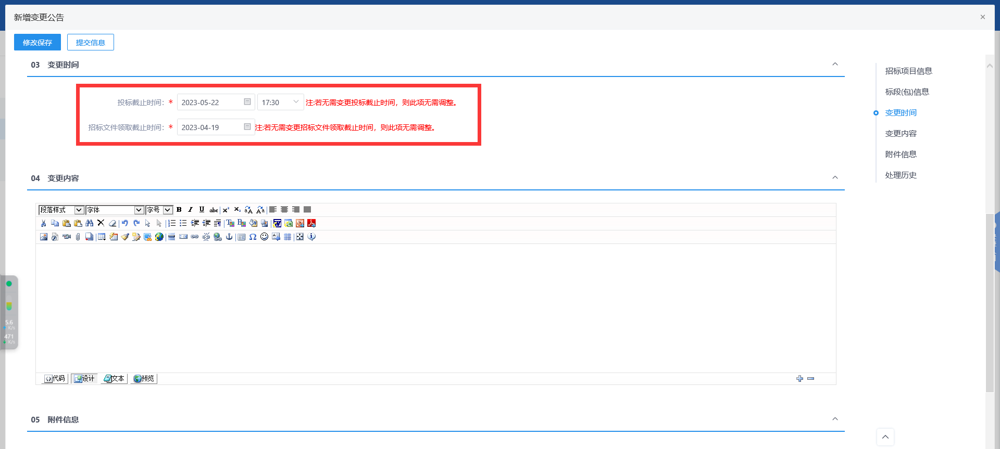 新增变更公告
×
修改保存
提交信息
03 变更时间
投标截止时间：* 2023-05-22 17:30 注:若无需变更投标截止时间，则此项无需调整。
招标文件领取截止时间：* 2023-04-19 注:若无需变更招标文件领取截止时间，则此项无需调整。
招标项目信息
标段(包)信息
变更时间
变更内容
附件信息
处理历史
04 变更内容
段落样式 字体 字号
代码 设计 文本 预览
5.6
K/s
471
K/s
05 附件信息